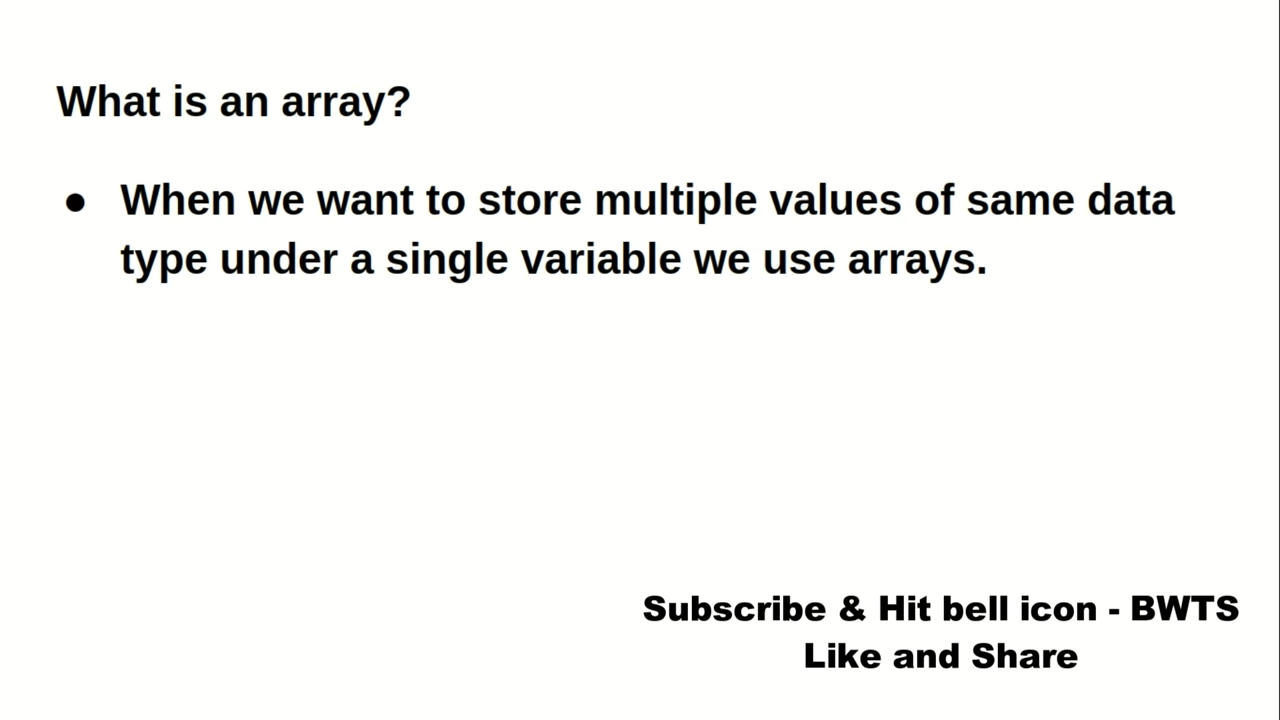 What is an array?
● When we want to store multiple values of same data
type under a single variable we use arrays.
Subscribe & Hit bell icon - BWTS
Like and Share